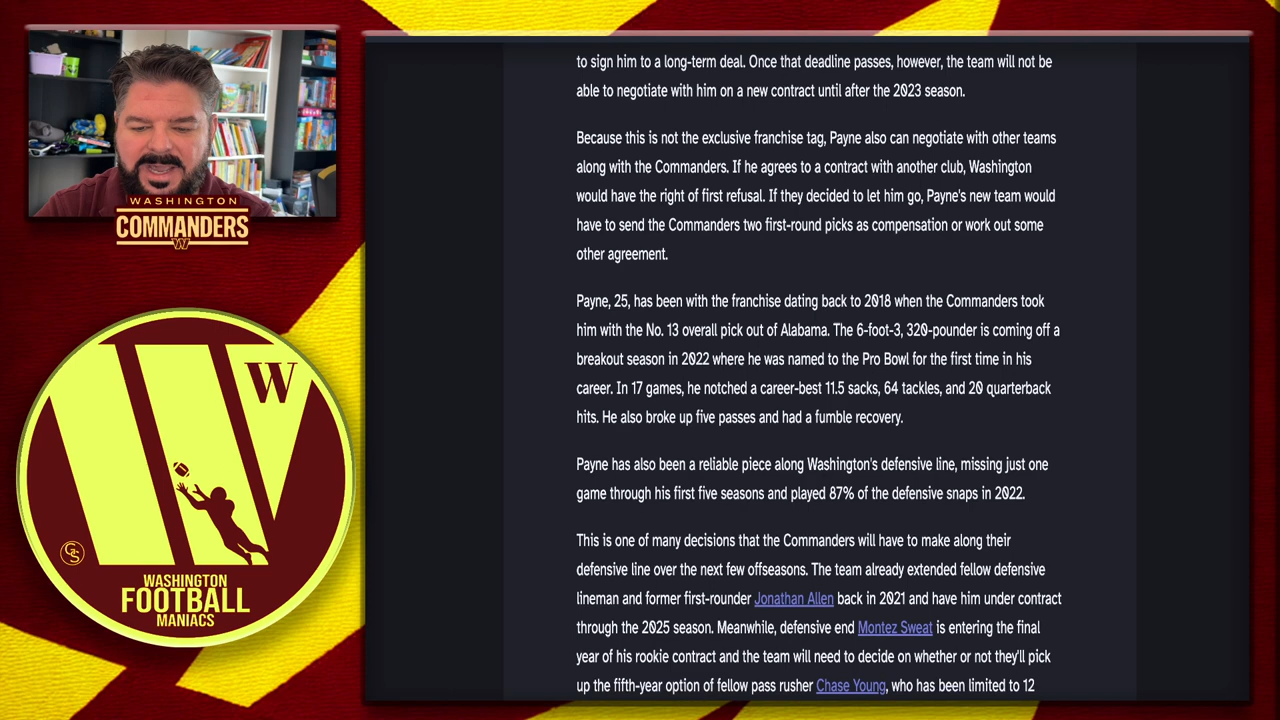 WASHINGTON
COMMANDERS
W
W
GS
WASHINGTON
FOOTBALL
MANIACS
to sign him to a long-term deal. Once that deadline passes, however, the team will not be
able to negotiate with him on a new contract until after the 2023 season.
Because this is not the exclusive franchise tag, Payne also can negotiate with other teams
along with the Commanders. If he agrees to a contract with another club, Washington
would have the right of first refusal. If they decided to let him go, Payne's new team would
have to send the Commanders two first-round picks as compensation or work out some
other agreement.
Payne, 25, has been with the franchise dating back to 2018 when the Commanders took
him with the No. 13 overall pick out of Alabama. The 6-foot-3, 320-pounder is coming off a
breakout season in 2022 where he was named to the Pro Bowl for the first time in his
career. In 17 games, he notched a career-best 11.5 sacks, 64 tackles, and 20 quarterback
hits. He also broke up five passes and had a fumble recovery.
Payne has also been a reliable piece along Washington's defensive line, missing just one
game through his first five seasons and played 87% of the defensive snaps in 2022.
This is one of many decisions that the Commanders will have to make along their
defensive line over the next few offseasons. The team already extended fellow defensive
lineman and former first-rounder Jonathan Allen back in 2021 and have him under contract
through the 2025 season. Meanwhile, defensive end Montez Sweat is entering the final
year of his rookie contract and the team will need to decide on whether or not they'll pick
up the fifth-year option of fellow pass rusher Chase Young, who has been limited to 12